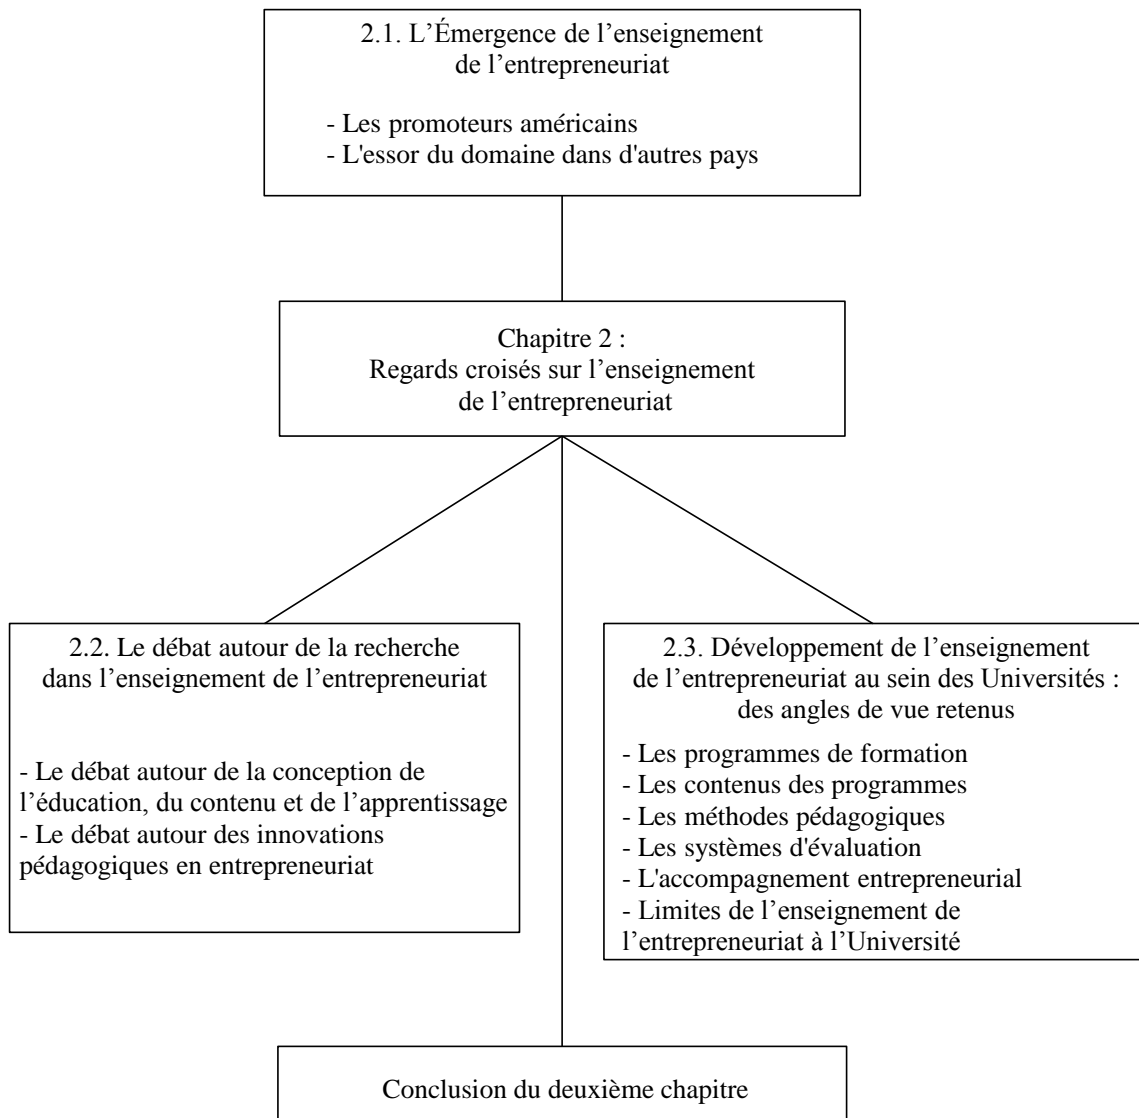 2.1. L’Émergence de l’enseignement
de l’entrepreneuriat
- Les promoteurs américains
- L'essor du domaine dans d'autres pays
Chapitre 2 :
Regards croisés sur l’enseignement
de l’entrepreneuriat
2.2. Le débat autour de la recherche
dans l’enseignement de l’entrepreneuriat
- Le débat autour de la conception de
l’éducation, du contenu et de l’apprentissage
- Le débat autour des innovations
pédagogiques en entrepreneuriat
2.3. Développement de l’enseignement
de l’entrepreneuriat au sein des Universités :
des angles de vue retenus
- Les programmes de formation
- Les contenus des programmes
- Les méthodes pédagogiques
- Les systèmes d'évaluation
- L'accompagnement entrepreneurial
- Limites de l’enseignement de
l’entrepreneuriat à l’Université
Conclusion du deuxième chapitre